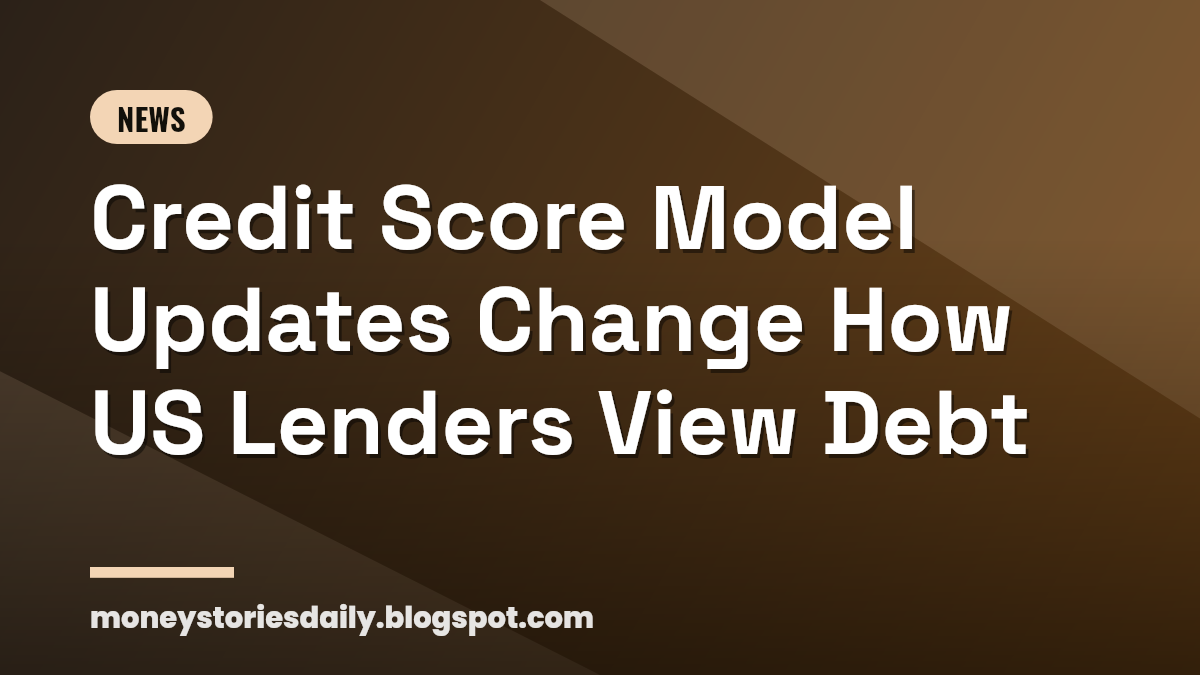 NEWS
Credit Score Model
Updates Change How
US Lenders View Debt
moneystoriesdaily.blogspot.com